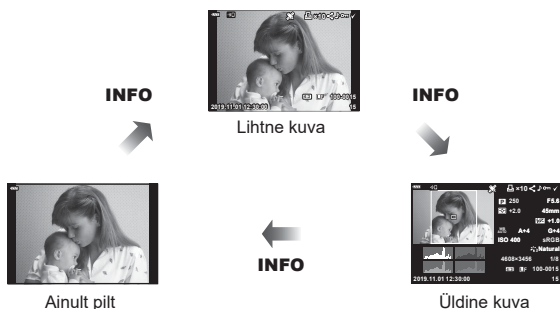 ×10
100-0015
2019.11.01 12:30:00 15
Lihtne kuva
INFO
INFO
INFO
Ainult pilt
×10
P 250 F5.6
+2.0 45mm
+1.0
A+4 G+4
ISO 400 sRGB
Natural
4608×3456 1/8
100-0015
2019.11.01 12:30:00 15
Üldine kuva